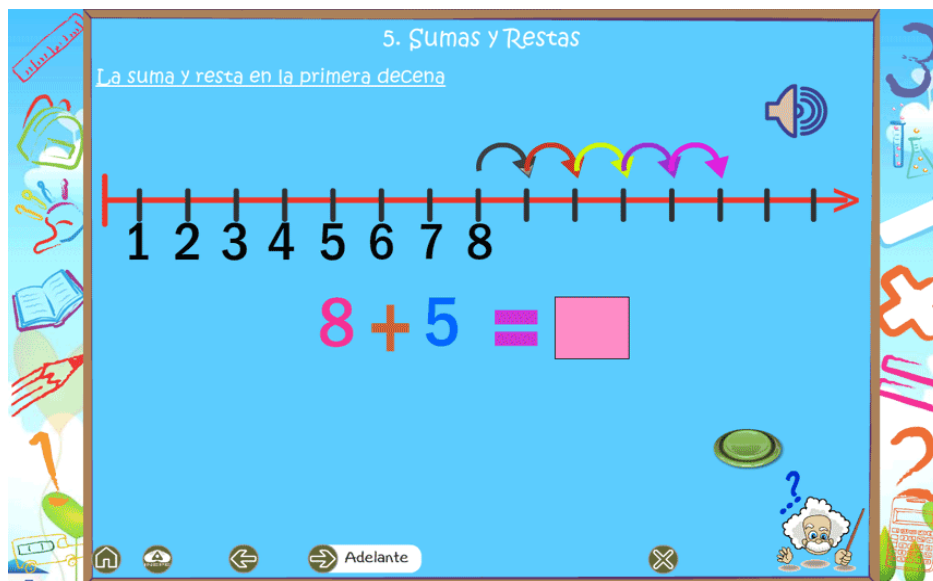 5. Sumas y Restas
La suma y resta en la primera decena
1 2 3 4 5 6 7 8
8 + 5 =
Adelante